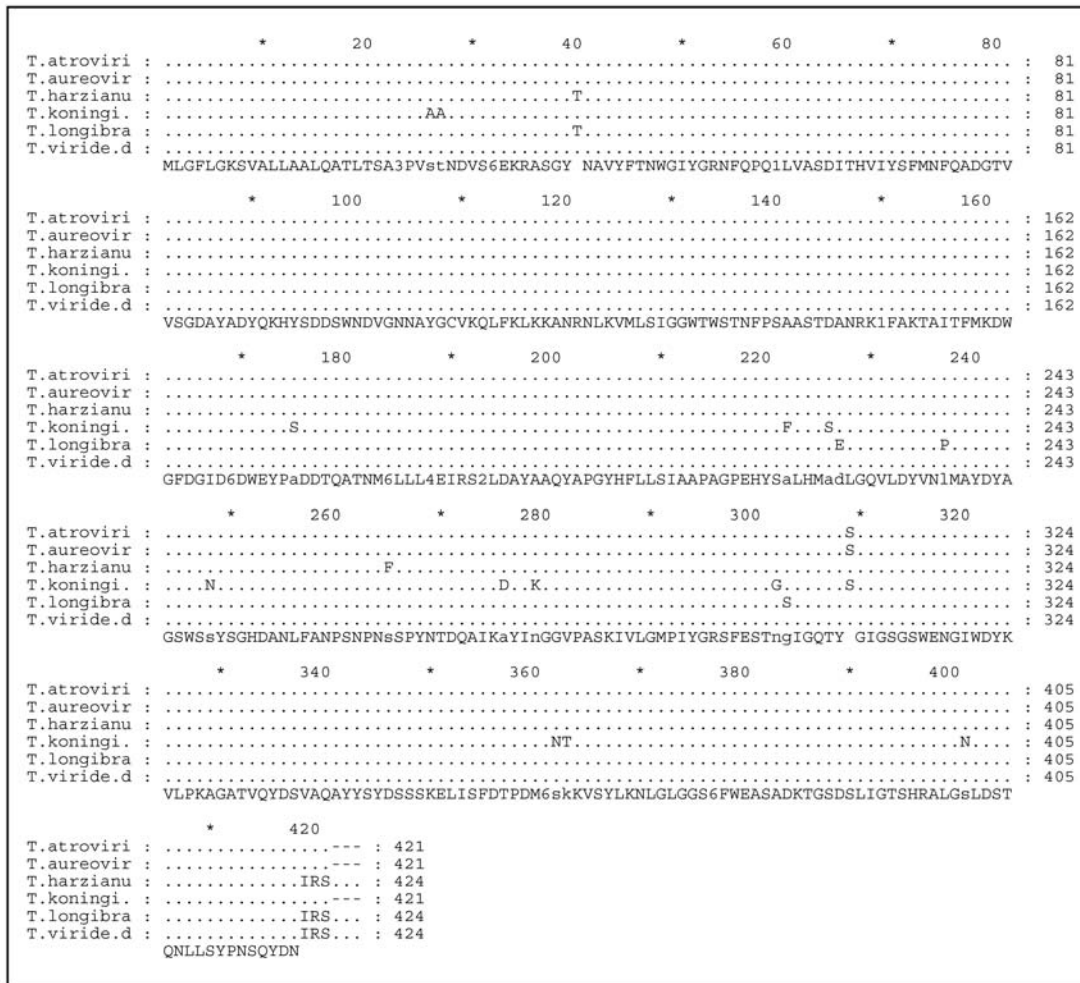 * 20 * 40 * 60 * 80
T.atroviri : ................................................................................. : 81
T.aureovir : ................................................................................. : 81
T.harzianu : .......................................T......................................... : 81
T.koningi. : .........................AA...................................................... : 81
T.longibra : .......................................T......................................... : 81
T.viride.d : ................................................................................. : 81
MLGFLGKSVALLAALQATLTSA3PVstNDVS6EKRASGY NAVYFTNWGIYGRNFQPQ1LVASDITHVIYSFMNFQADGTV
* 100 * 120 * 140 * 160
T.atroviri : ................................................................................. : 162
T.aureovir : ................................................................................. : 162
T.harzianu : ................................................................................. : 162
T.koningi. : ................................................................................. : 162
T.longibra : ................................................................................. : 162
T.viride.d : ................................................................................. : 162
VSGDAYADYQKHYSDDSWNDVGNNAYGCVKQLFKLKKANRNLKVMLSIGGWTWSTNFPSAASTDANRK1FAKTAITFMKDW
* 180 * 200 * 220 * 240
T.atroviri : ................................................................................. : 243
T.aureovir : ................................................................................. : 243
T.harzianu : ................................................................................. : 243
T.koningi. : ............S..............................................F...S................. : 243
T.longibra : ................................................................E.........P...... : 243
T.viride.d : ................................................................................. : 243
GFDGID6DWEYPaDDTQATNM6LLL4EIRS2LDAYAAQYAPGYHFLLSIAAPAGPEHYSaLHMadLGQVLDYVNlMAYDYA
* 260 * 280 * 300 * 320
T.atroviri : .................................................................S............... : 324
T.aureovir : .................................................................S............... : 324
T.harzianu : .....................F........................................................... : 324
T.koningi. : ....N...........................D..K......................G......S............... : 324
T.longibra : ...........................................................S..................... : 324
T.viride.d : ................................................................................. : 324
GSWSsYSGHDANLFANPSNPNsSPYNTDQAIKaYInGGVPASKIVLGMPIYGRSFESTngIGQTY GIGSGSWENGIWDYK
* 340 * 360 * 380 * 400
T.atroviri : ................................................................................. : 405
T.aureovir : ................................................................................. : 405
T.harzianu : ................................................................................. : 405
T.koningi. : .....................................NT.....................................N.... : 405
T.longibra : ................................................................................. : 405
T.viride.d : ................................................................................. : 405
VLPKAGATVQYDSVAQAYYSYDSSSKELISFDTPDM6skKVSYLKNLGLGGS6FWEASADKTGSDSLIGTSHRALGsLDST
* 420
T.atroviri : ................--- : 421
T.aureovir : ................--- : 421
T.harzianu : .............IRS... : 424
T.koningi. : ................--- : 421
T.longibra : .............IRS... : 424
T.viride.d : .............IRS... : 424
QNLLSYPNSQYDN